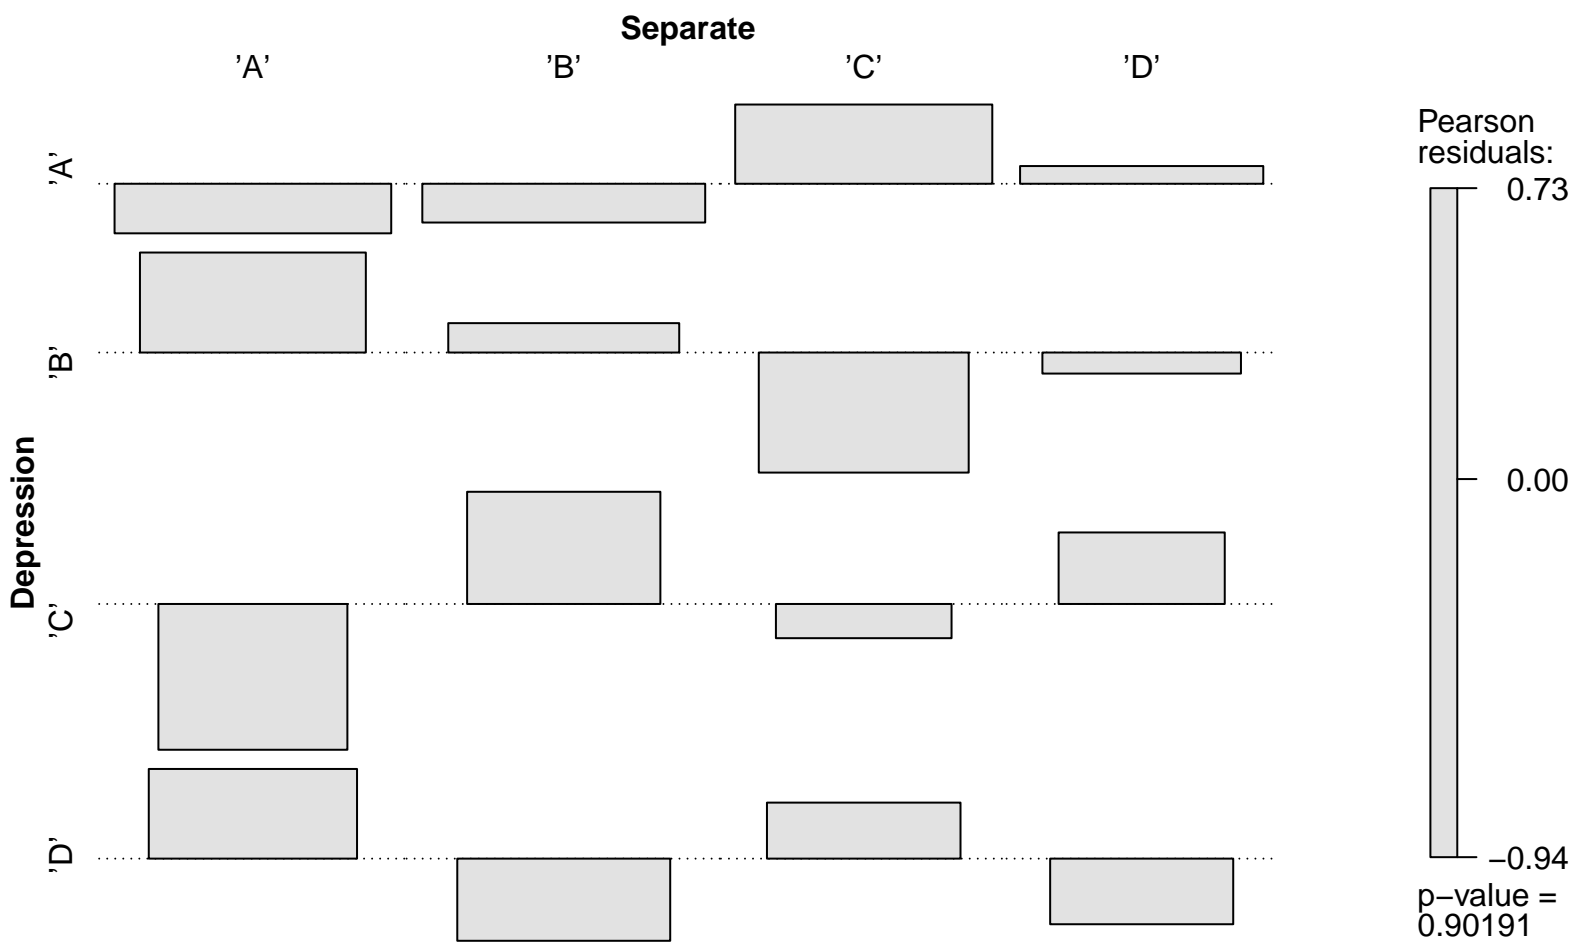 Separate
’A’ ’B’ ’C’ ’D’
Depression
’A’
’B’
’C’
’D’
Pearson
residuals:
0.73
0.00
−0.94
p−value =
0.90191